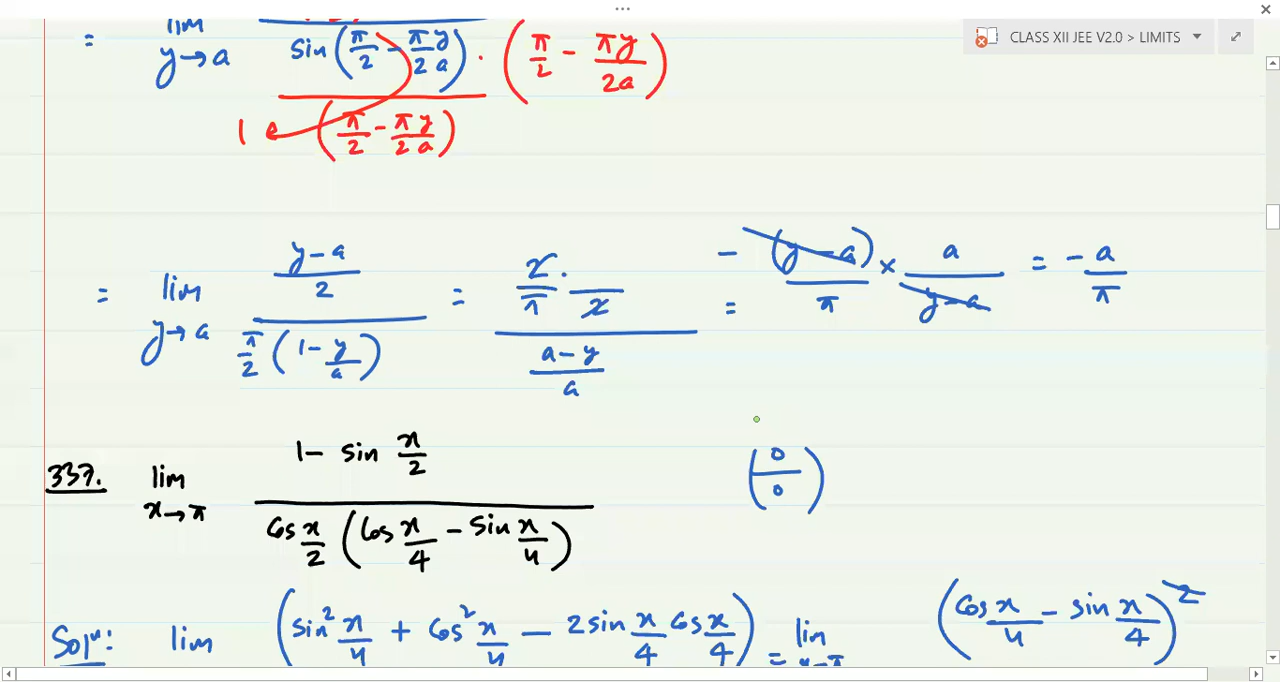 ...
CLASS XII JEE V2.0 > LIMITS
= lim y→a sin(π/2 - πy/2a) / (π/2 - πy/2a) · (π/2 - πy/2a)
1
= lim y→a ((y-a)/2) / (π/2 (1 - y/a)) = -(y-a)/π × a/(y-a) = -a/π
337. lim x→π (1 - sin x/2) / (cos x/2 (cos x/4 - sin x/4)) (0/0)
Solⁿ: lim (sin² x/4 + cos² x/4 - 2 sin x/4 cos x/4) = lim x→π (cos x/4 - sin x/4)²